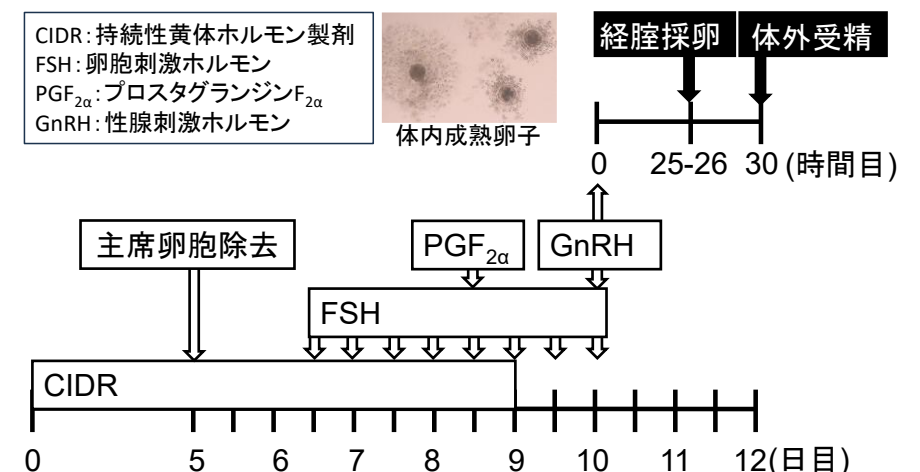 CIDR：持続性黄体ホルモン製剤
FSH：卵胞刺激ホルモン
PGF2α：プロスタグランジンF2α
GnRH：性腺刺激ホルモン
体内成熟卵子
経腟採卵 体外受精
0 25-26 30 (時間目)
主席卵胞除去
PGF2α GnRH
FSH
CIDR
0 5 6 7 8 9 10 11 12(日目)